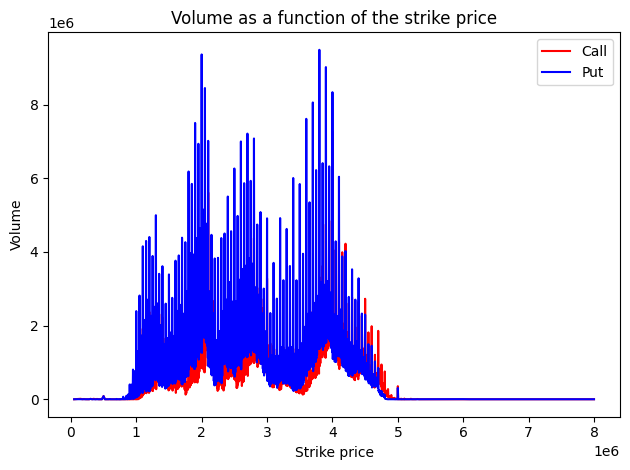 Volume as a function of the strike price
1e6
Call
Put
8
6
4
2
0
Volume
0 1 2 3 4 5 6 7 8
Strike price
1e6